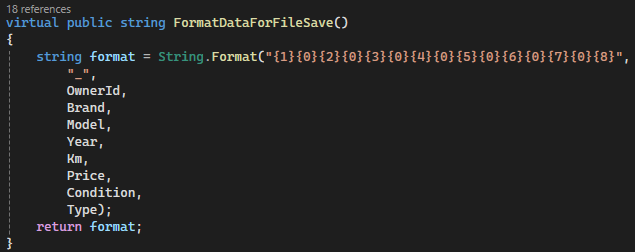 18 references
virtual public string FormatDataForFileSave()
{
string format = String.Format("{1}{0}{2}{0}{3}{0}{4}{0}{5}{0}{6}{0}{7}{0}{8}",
"_",
OwnerId,
Brand,
Model,
Year,
Km,
Price,
Condition,
Type);
return format;
}